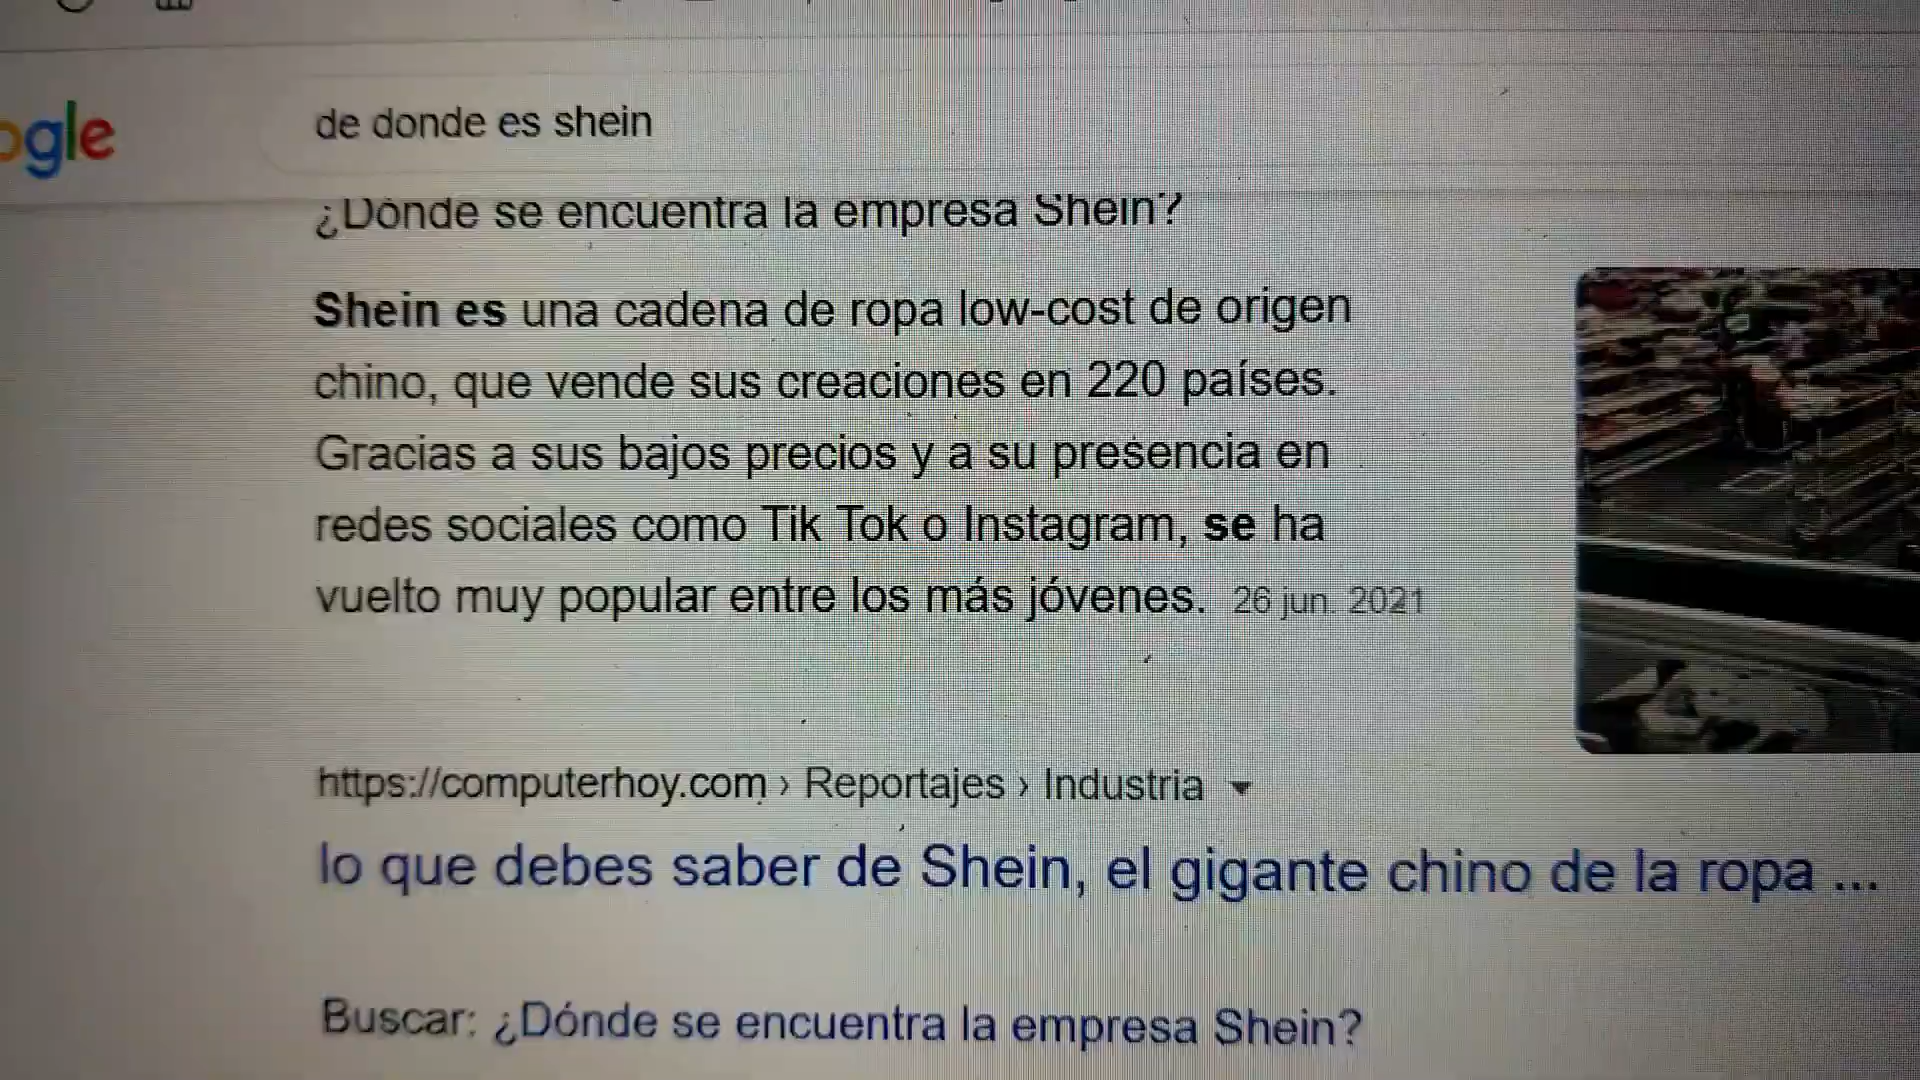 ogle
de donde es shein
¿Dónde se encuentra la empresa Shein?
Shein es una cadena de ropa low-cost de origen
chino, que vende sus creaciones en 220 países.
Gracias a sus bajos precios y a su presencia en
redes sociales como Tik Tok o Instagram, se ha
vuelto muy popular entre los más jóvenes. 26 jun. 2021
https://computerhoy.com › Reportajes › Industria
lo que debes saber de Shein, el gigante chino de la ropa ...
Buscar: ¿Dónde se encuentra la empresa Shein?